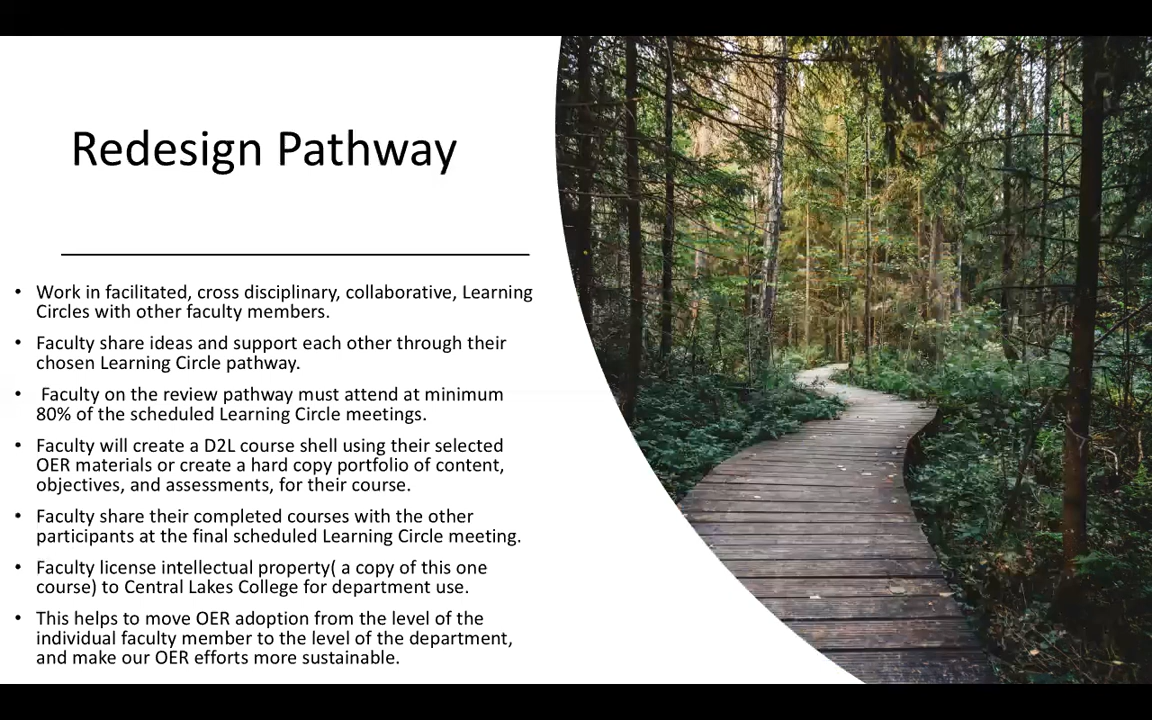 Redesign Pathway
• Work in facilitated, cross disciplinary, collaborative, Learning
Circles with other faculty members.
• Faculty share ideas and support each other through their
chosen Learning Circle pathway.
• Faculty on the review pathway must attend at minimum
80% of the scheduled Learning Circle meetings.
• Faculty will create a D2L course shell using their selected
OER materials or create a hard copy portfolio of content,
objectives, and assessments, for their course.
• Faculty share their completed courses with the other
participants at the final scheduled Learning Circle meeting.
• Faculty license intellectual property( a copy of this one
course) to Central Lakes College for department use.
• This helps to move OER adoption from the level of the
individual faculty member to the level of the department,
and make our OER efforts more sustainable.